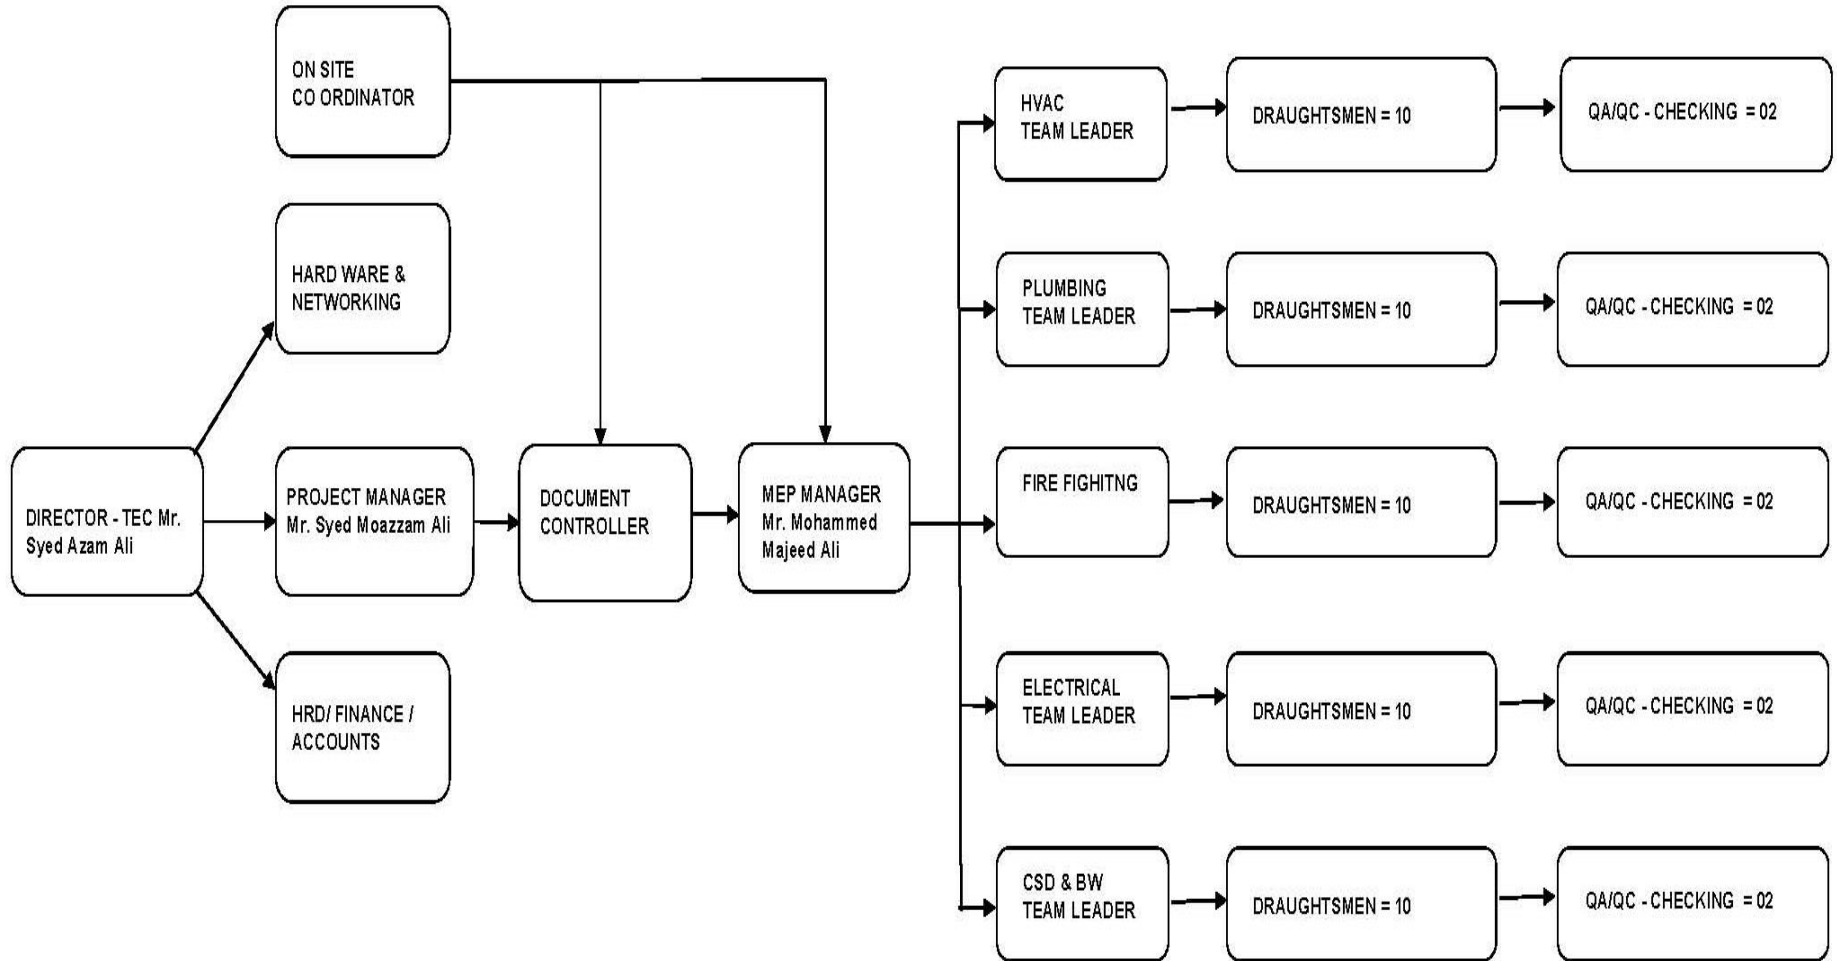 ON SITE
CO ORDINATOR
HARD WARE &
NETWORKING
DIRECTOR - TEC Mr.
Syed Azam Ali
PROJECT MANAGER
Mr. Syed Moazzam Ali
HRD/ FINANCE /
ACCOUNTS
DOCUMENT
CONTROLLER
MEP MANAGER
Mr. Mohammed
Majeed Ali
HVAC
TEAM LEADER
DRAUGHTSMEN = 10
QA/QC - CHECKING = 02
PLUMBING
TEAM LEADER
DRAUGHTSMEN = 10
QA/QC - CHECKING = 02
FIRE FIGHITNG
DRAUGHTSMEN = 10
QA/QC - CHECKING = 02
ELECTRICAL
TEAM LEADER
DRAUGHTSMEN = 10
QA/QC - CHECKING = 02
CSD & BW
TEAM LEADER
DRAUGHTSMEN = 10
QA/QC - CHECKING = 02